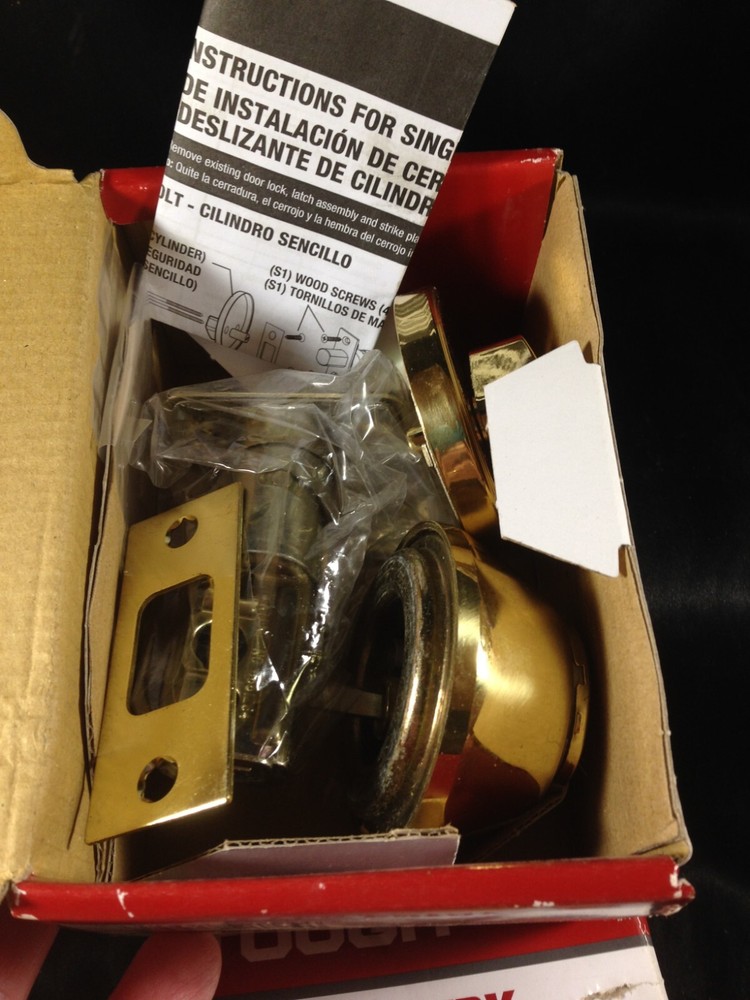 NSTRUCTIONS FOR SING
DE INSTALACIÓN DE CER
DESLIZANTE DE CILINDR
emove existing door lock, latch assembly and strike pla
o: Quite la cerradura, el cerrojo y la hembra del cerrojo
OLT - CILINDRO SENCILLO
CYLINDER)
EGURIDAD
SENCILLO)
(S1) WOOD SCREWS (4
(S1) TORNILLOS DE MA